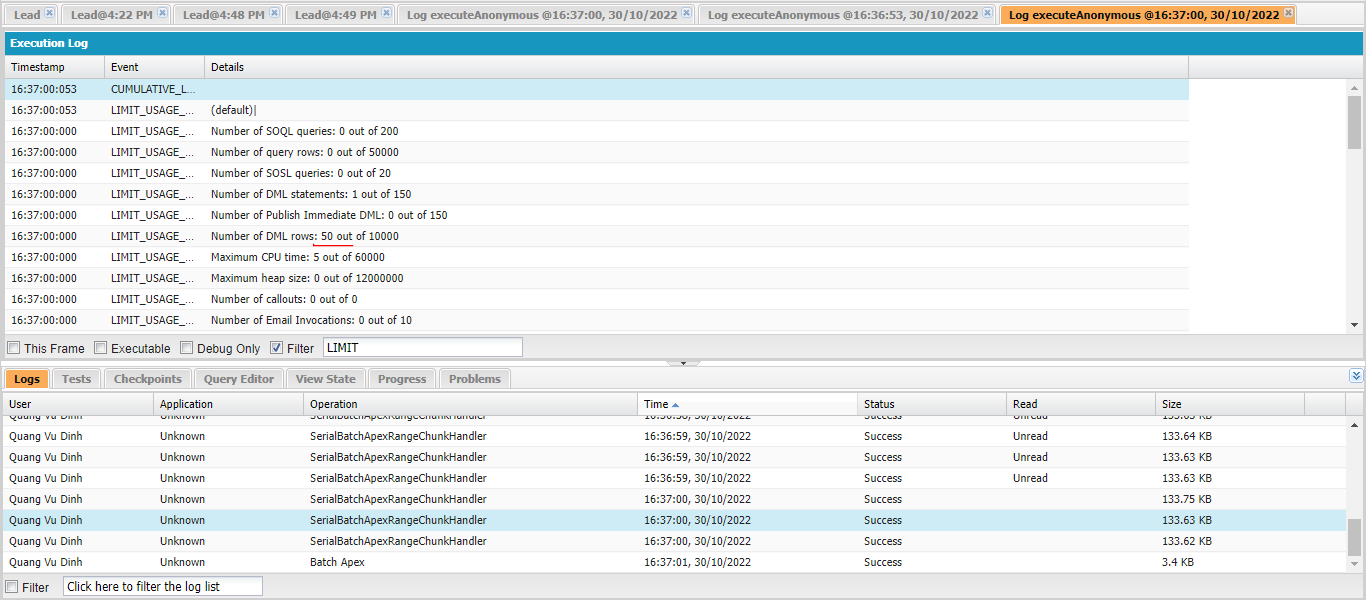 Lead Lead@4:22 PM Lead@4:48 PM Lead@4:49 PM Log executeAnonymous @16:37:00, 30/10/2022 Log executeAnonymous @16:36:53, 30/10/2022 Log executeAnonymous @16:37:00, 30/10/2022
Execution Log
Timestamp Event Details
16:37:00:053 CUMULATIVE_L...
16:37:00:053 LIMIT_USAGE_... (default)|
16:37:00:000 LIMIT_USAGE_... Number of SOQL queries: 0 out of 200
16:37:00:000 LIMIT_USAGE_... Number of query rows: 0 out of 50000
16:37:00:000 LIMIT_USAGE_... Number of SOSL queries: 0 out of 20
16:37:00:000 LIMIT_USAGE_... Number of DML statements: 1 out of 150
16:37:00:000 LIMIT_USAGE_... Number of Publish Immediate DML: 0 out of 150
16:37:00:000 LIMIT_USAGE_... Number of DML rows: 50 out of 10000
16:37:00:000 LIMIT_USAGE_... Maximum CPU time: 5 out of 60000
16:37:00:000 LIMIT_USAGE_... Maximum heap size: 0 out of 12000000
16:37:00:000 LIMIT_USAGE_... Number of callouts: 0 out of 0
16:37:00:000 LIMIT_USAGE_... Number of Email Invocations: 0 out of 10
This Frame Executable Debug Only Filter LIMIT
Logs Tests Checkpoints Query Editor View State Progress Problems
User Application Operation Time Status Read Size
Quang Vu Dinh Unknown SerialBatchApexRangeChunkHandler 16:36:58, 30/10/2022 Success Unread 133.63 KB
Quang Vu Dinh Unknown SerialBatchApexRangeChunkHandler 16:36:59, 30/10/2022 Success Unread 133.64 KB
Quang Vu Dinh Unknown SerialBatchApexRangeChunkHandler 16:36:59, 30/10/2022 Success Unread 133.63 KB
Quang Vu Dinh Unknown SerialBatchApexRangeChunkHandler 16:36:59, 30/10/2022 Success Unread 133.63 KB
Quang Vu Dinh Unknown SerialBatchApexRangeChunkHandler 16:37:00, 30/10/2022 Success 133.75 KB
Quang Vu Dinh Unknown SerialBatchApexRangeChunkHandler 16:37:00, 30/10/2022 Success 133.63 KB
Quang Vu Dinh Unknown SerialBatchApexRangeChunkHandler 16:37:00, 30/10/2022 Success 133.62 KB
Quang Vu Dinh Unknown Batch Apex 16:37:01, 30/10/2022 Success 3.4 KB
Filter Click here to filter the log list